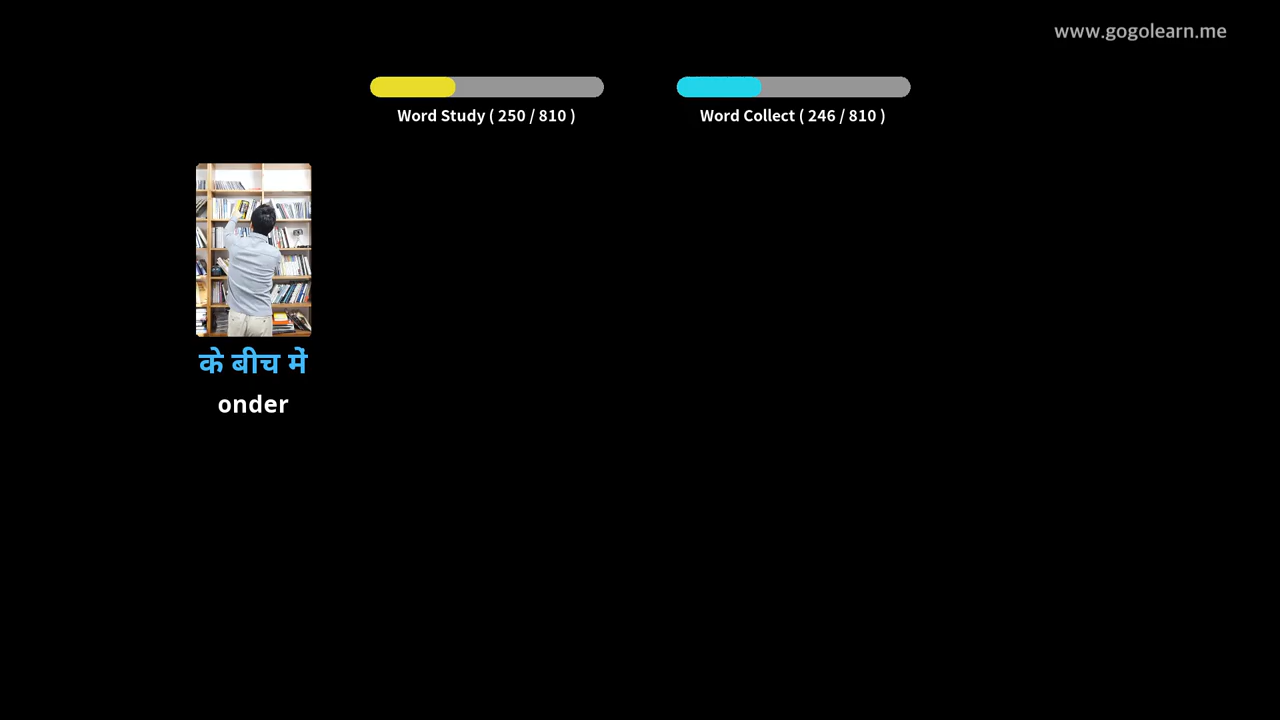 www.gogolearn.me
Word Study ( 250 / 810 )
Word Collect ( 246 / 810 )
के बीच में
onder